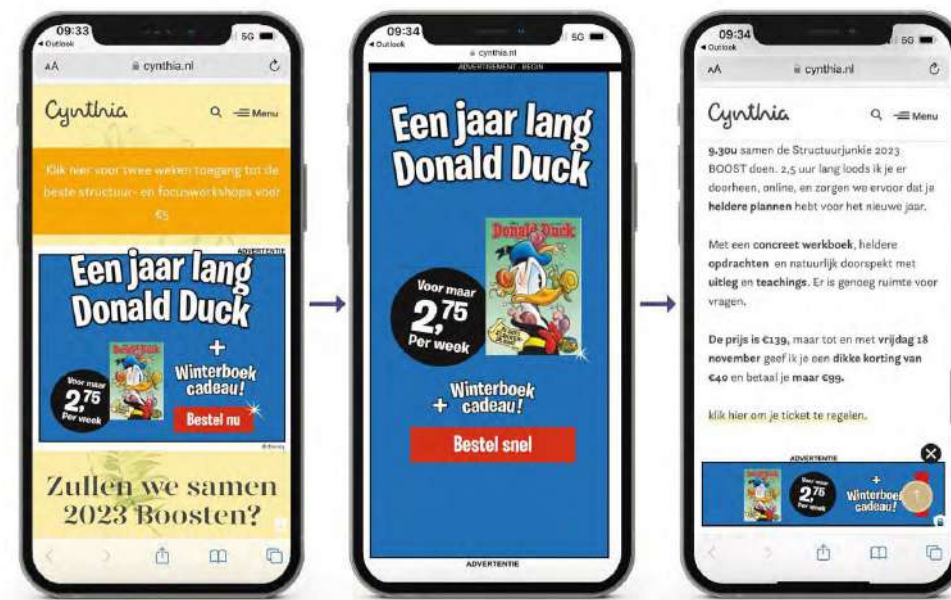 09:33
5G
Outlook
AA
cynthia.nl
Cynthia
Menu
Klik hier voor twee weken toegang tot de
beste structuur- en focusworkshops voor
€5
ADVERTENTIE
Een jaar lang
Donald Duck
Donald Duck
Voor maar
2,75
Per week
+
Winterboek
cadeau!
Bestel nu
© Disney
Zullen we samen
2023 Boosten?
09:34
5G
Outlook
cynthia.nl
ADVERTISEMENT - BEGIN
Een jaar lang
Donald Duck
Donald Duck
Voor maar
2,75
Per week
+ Winterboek
cadeau!
Bestel snel
ADVERTENTIE
09:34
5G
Outlook
AA
cynthia.nl
Cynthia
Menu
9.30u samen de Structuurjunkie 2023
BOOST doen. 2,5 uur lang loods ik je er
doorheen, online, en zorgen we ervoor dat je
heldere plannen hebt voor het nieuwe jaar.
Met een concreet werkboek, heldere
opdrachten en natuurlijk doorspekt met
uitleg en teachings. Er is genoeg ruimte voor
vragen.
De prijs is €139, maar tot en met vrijdag 18
november geef ik je een dikke korting van
€40 en betaal je maar €99.
klik hier om je ticket te regelen.
ADVERTENTIE
Voor maar
2,75
Per week
+
Winterboek
cadeau!